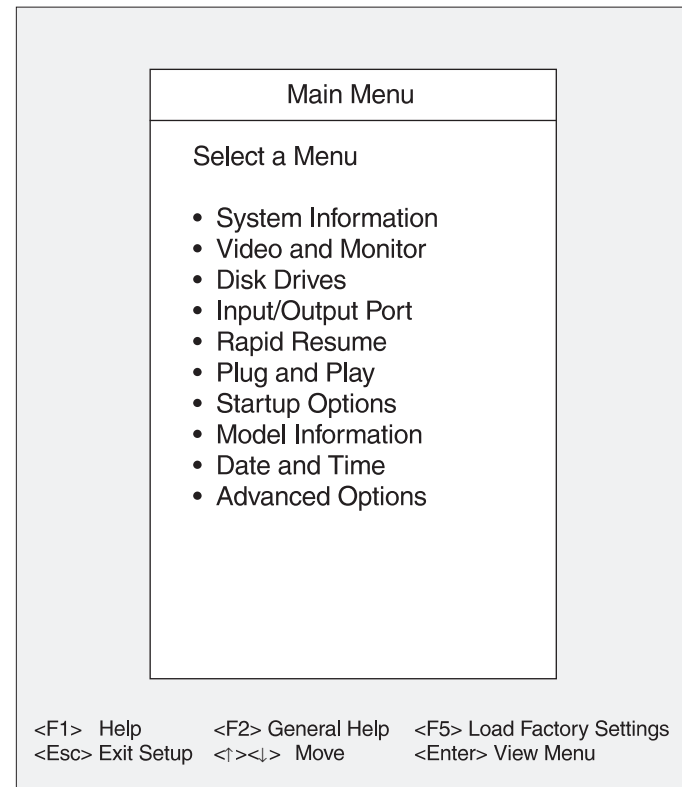 Main Menu
Select a Menu
• System Information
• Video and Monitor
• Disk Drives
• Input/Output Port
• Rapid Resume
• Plug and Play
• Startup Options
• Model Information
• Date and Time
• Advanced Options
<F1> Help <F2> General Help <F5> Load Factory Settings
<Esc> Exit Setup <↑><↓> Move <Enter> View Menu